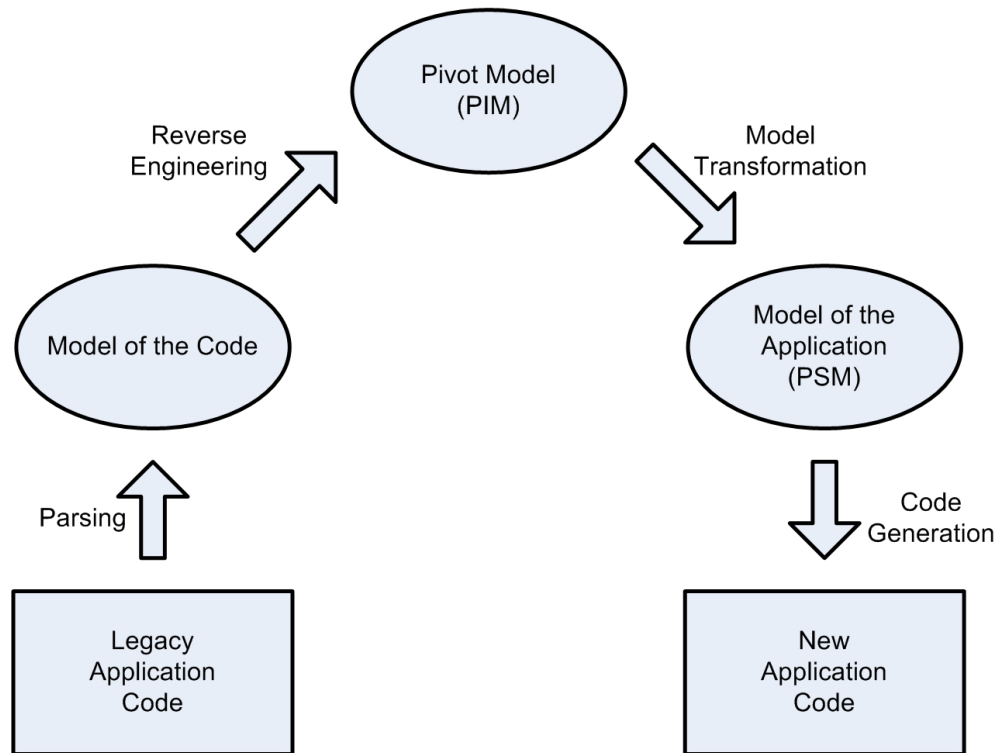 Pivot Model
(PIM)
Reverse
Engineering
Model
Transformation
Model of the Code
Model of the
Application
(PSM)
Parsing
Code
Generation
Legacy
Application
Code
New
Application
Code